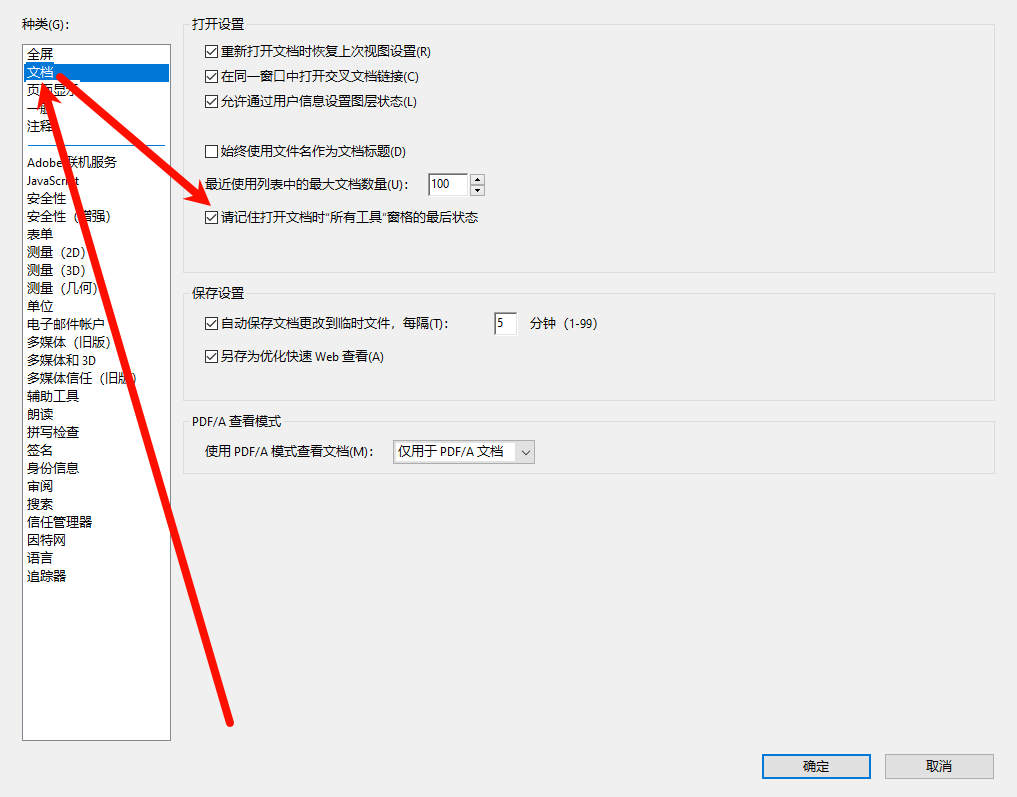 种类(G):
全屏
文档
页面显示
一般
注释
Adobe 联机服务
JavaScript
安全性
安全性（增强）
表单
测量（2D）
测量（3D）
测量（几何）
单位
电子邮件帐户
多媒体（旧版）
多媒体和 3D
多媒体信任（旧版）
辅助工具
朗读
拼写检查
签名
身份信息
审阅
搜索
信任管理器
因特网
语言
追踪器
打开设置
重新打开文档时恢复上次视图设置(R)
在同一窗口中打开交叉文档链接(C)
允许通过用户信息设置图层状态(L)
始终使用文件名作为文档标题(D)
最近使用列表中的最大文档数量(U): 100
请记住打开文档时"所有工具"窗格的最后状态
保存设置
自动保存文档更改到临时文件，每隔(T): 5 分钟（1-99）
另存为优化快速 Web 查看(A)
PDF/A 查看模式
使用 PDF/A 模式查看文档(M): 仅用于 PDF/A 文档
确定 取消